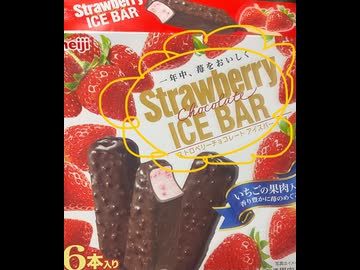 Strawberry
ICE BAR
meiji
一年中、苺をおいしく
Strawberry
Chocolate
ICE BAR
ストロベリーチョコレート アイスバー
いちごの果肉入
香り豊かに苺のめぐ
6本入り